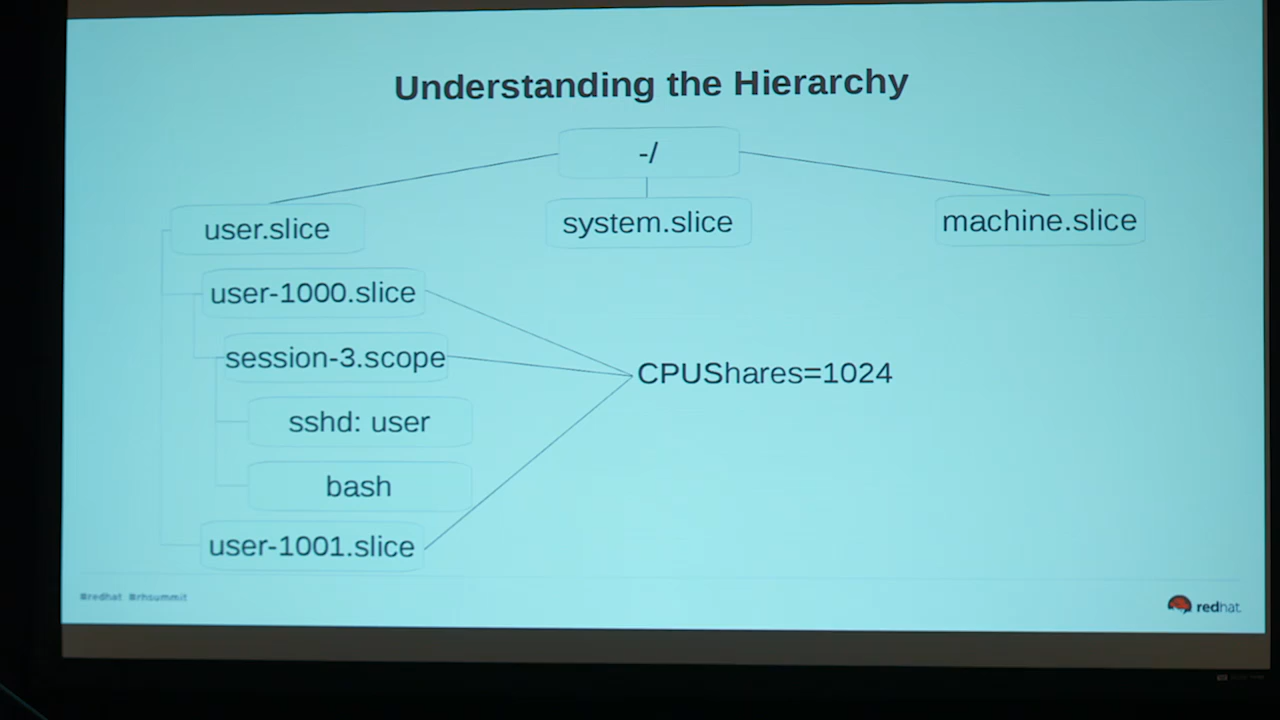 Understanding the Hierarchy
-/
user.slice
system.slice
machine.slice
user-1000.slice
session-3.scope
CPUShares=1024
sshd: user
bash
user-1001.slice
#redhat #rhsummit
redhat.